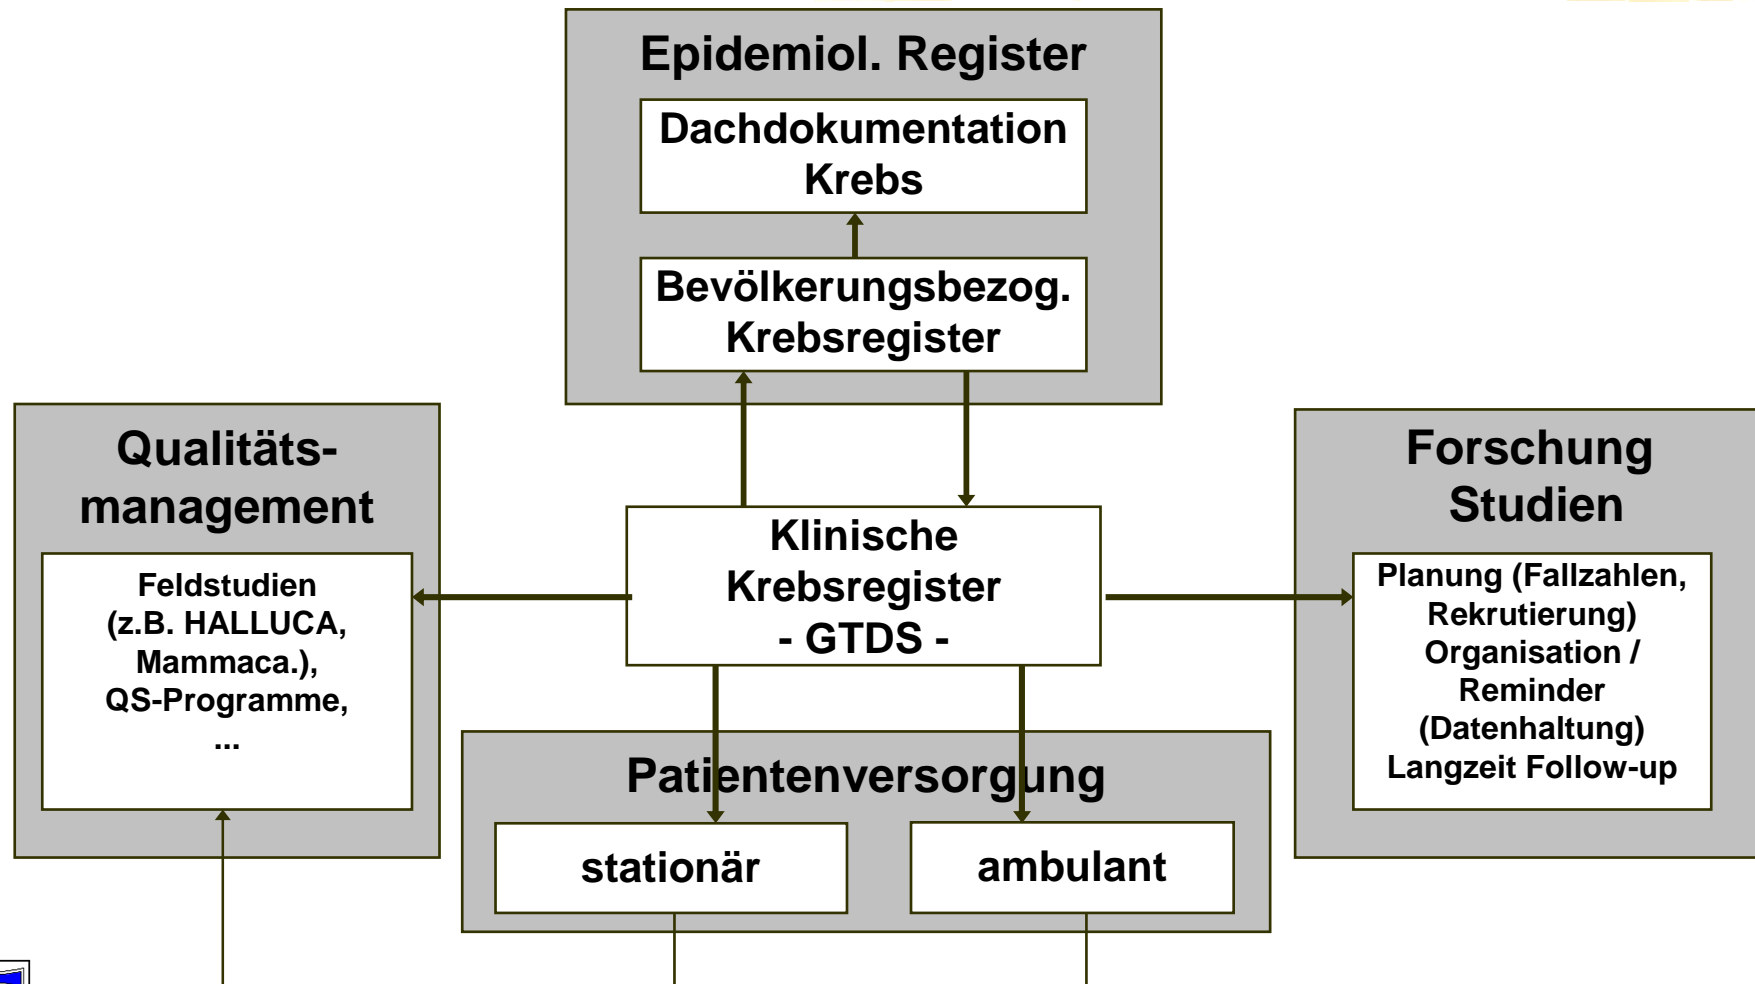 Epidemiol. Register
Dachdokumentation
Krebs
Bevölkerungsbezog.
Krebsregister
Qualitäts-
management
Feldstudien
(z.B. HALLUCA,
Mammaca.),
QS-Programme,
...
Klinische
Krebsregister
- GTDS -
Forschung
Studien
Planung (Fallzahlen,
Rekrutierung)
Organisation /
Reminder
(Datenhaltung)
Langzeit Follow-up
Patientenversorgung
stationär
ambulant